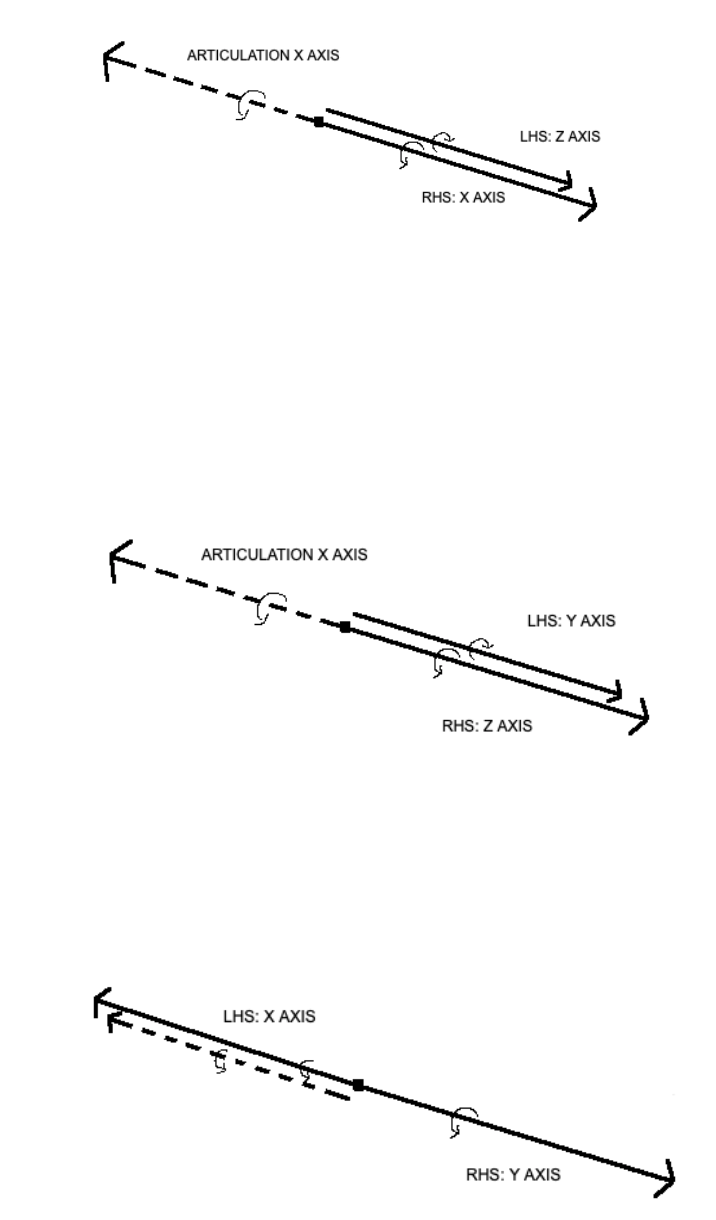 ARTICULATION X AXIS
LHS: Z AXIS
RHS: X AXIS
ARTICULATION X AXIS
LHS: Y AXIS
RHS: Z AXIS
LHS: X AXIS
RHS: Y AXIS